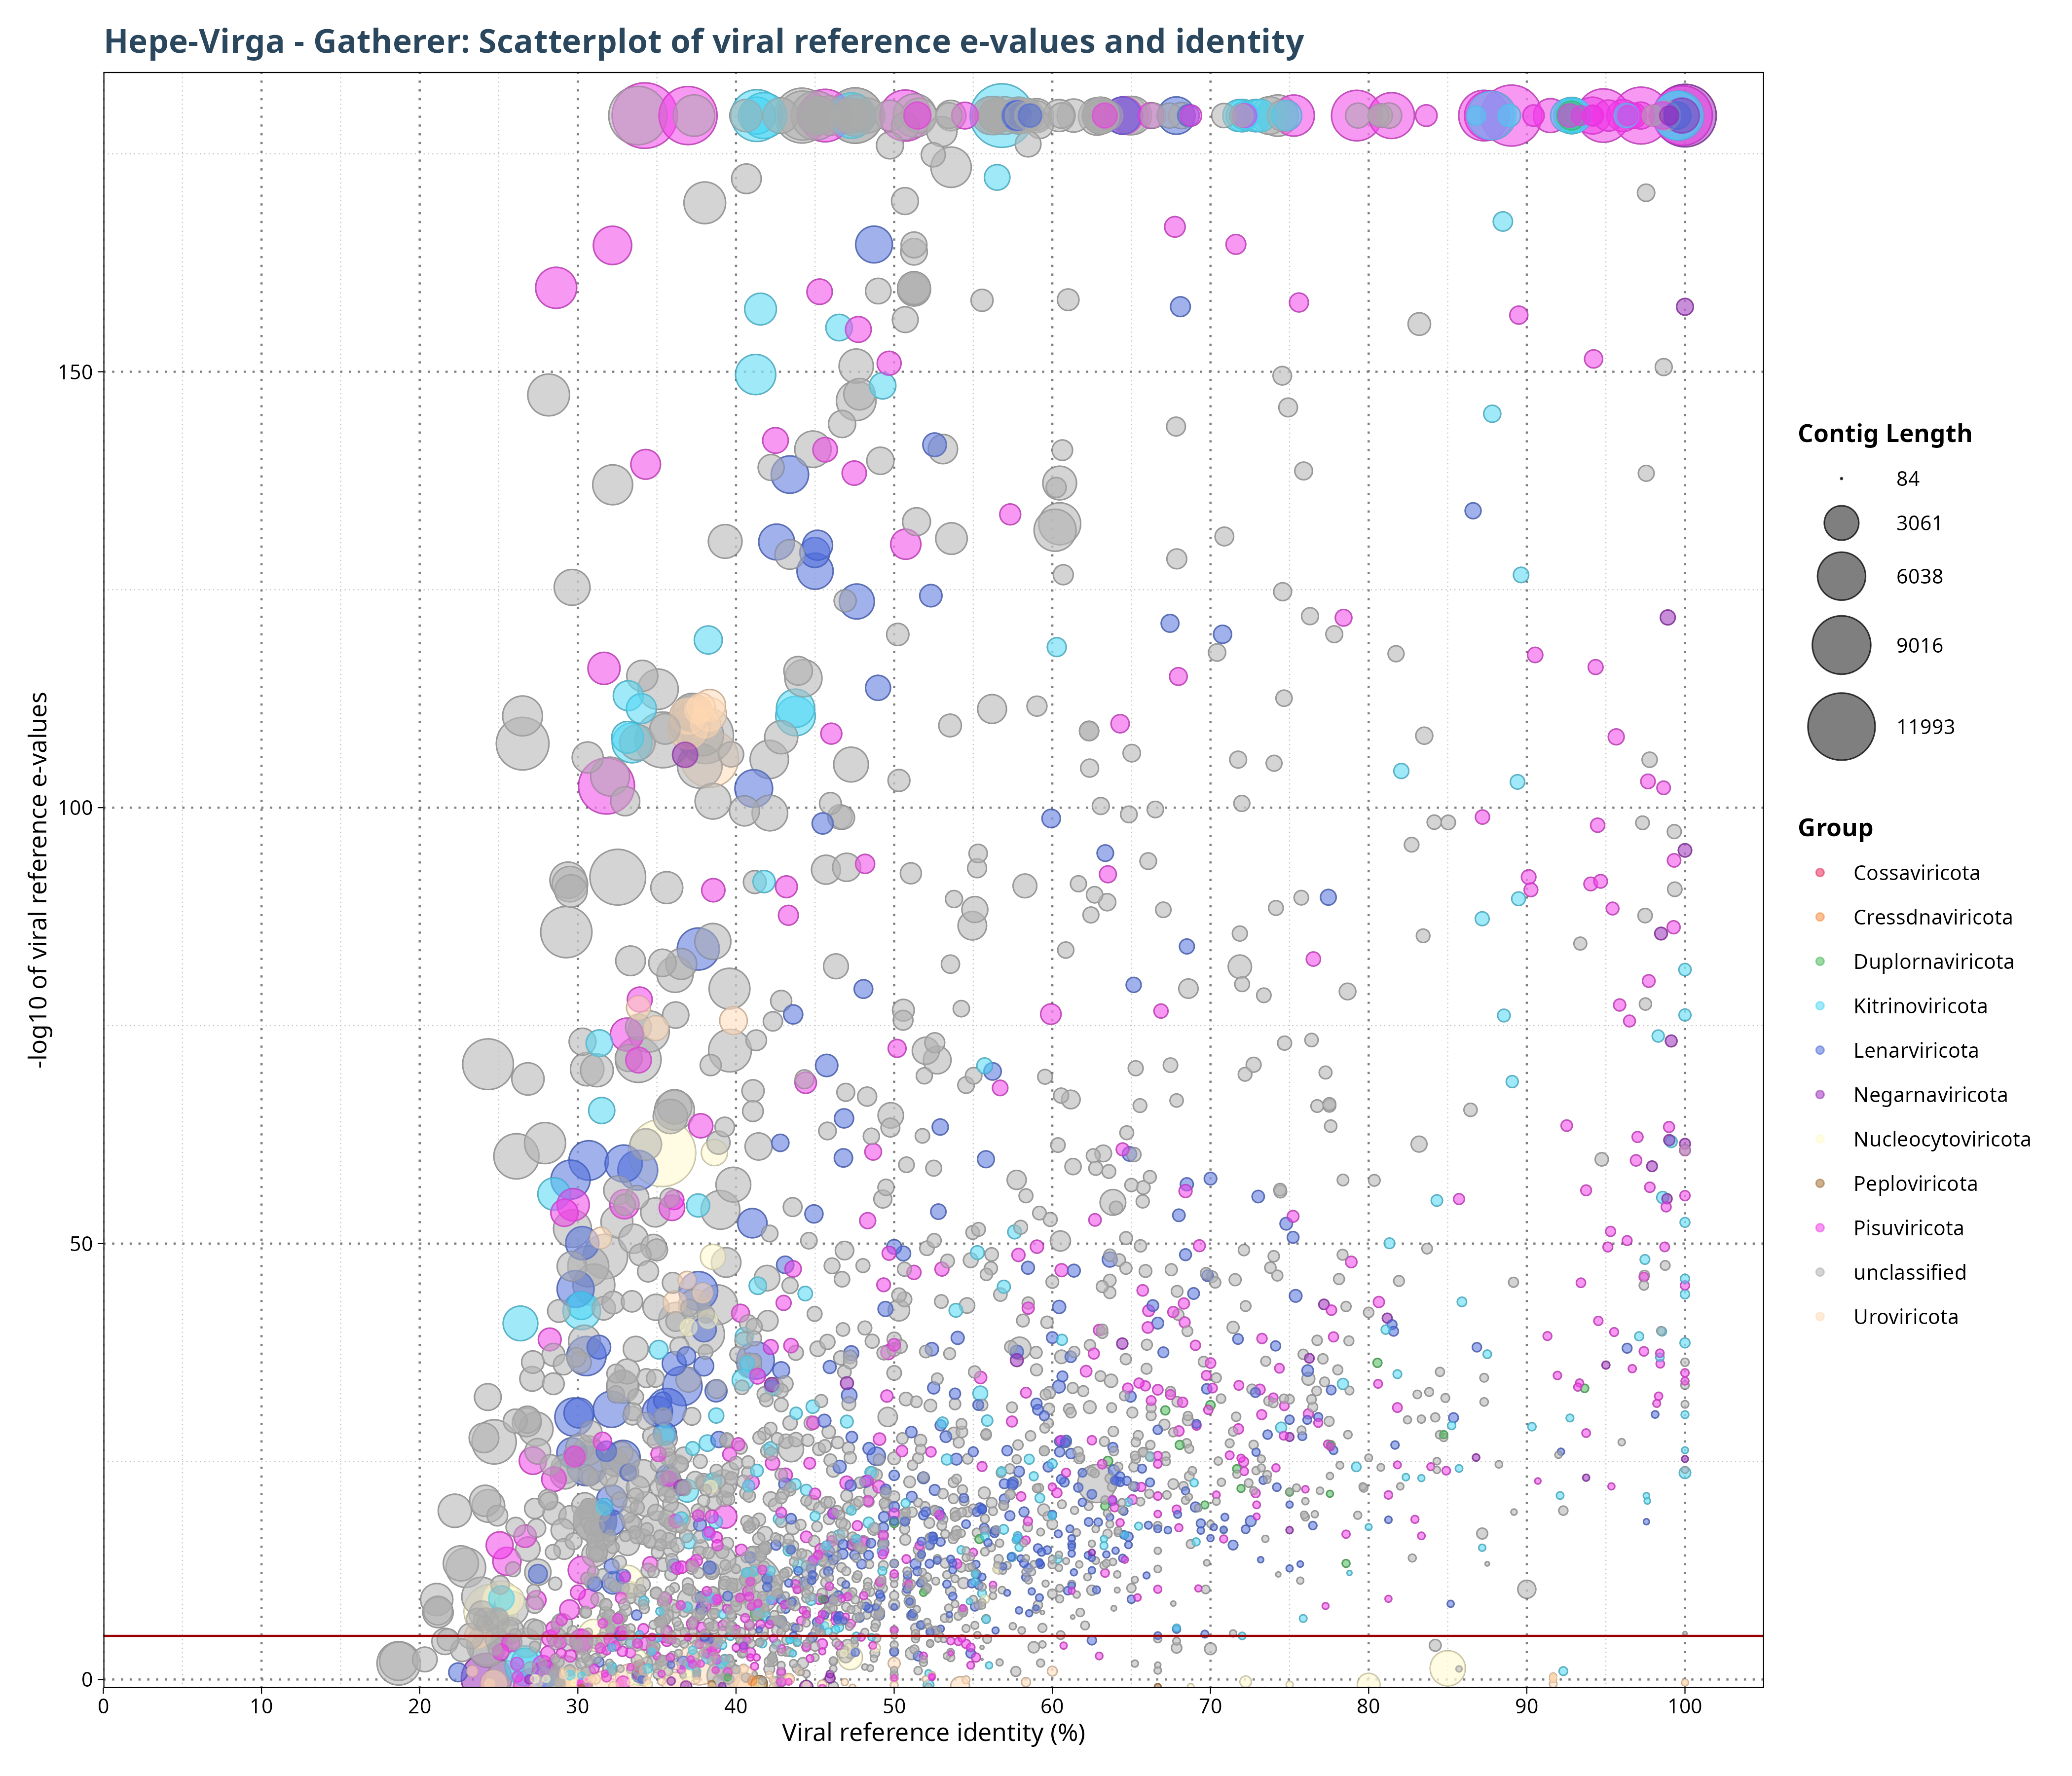 Hepe-Virga - Gatherer: Scatterplot of viral reference e-values and identity
-log10 of viral reference e-values
150
100
50
0
0 10 20 30 40 50 60 70 80 90 100
Viral reference identity (%)
Contig Length
84
3061
6038
9016
11993
Group
Cossaviricota
Cressdnaviricota
Duplornaviricota
Kitrinoviricota
Lenarviricota
Negarnaviricota
Nucleocytoviricota
Peploviricota
Pisuviricota
unclassified
Uroviricota